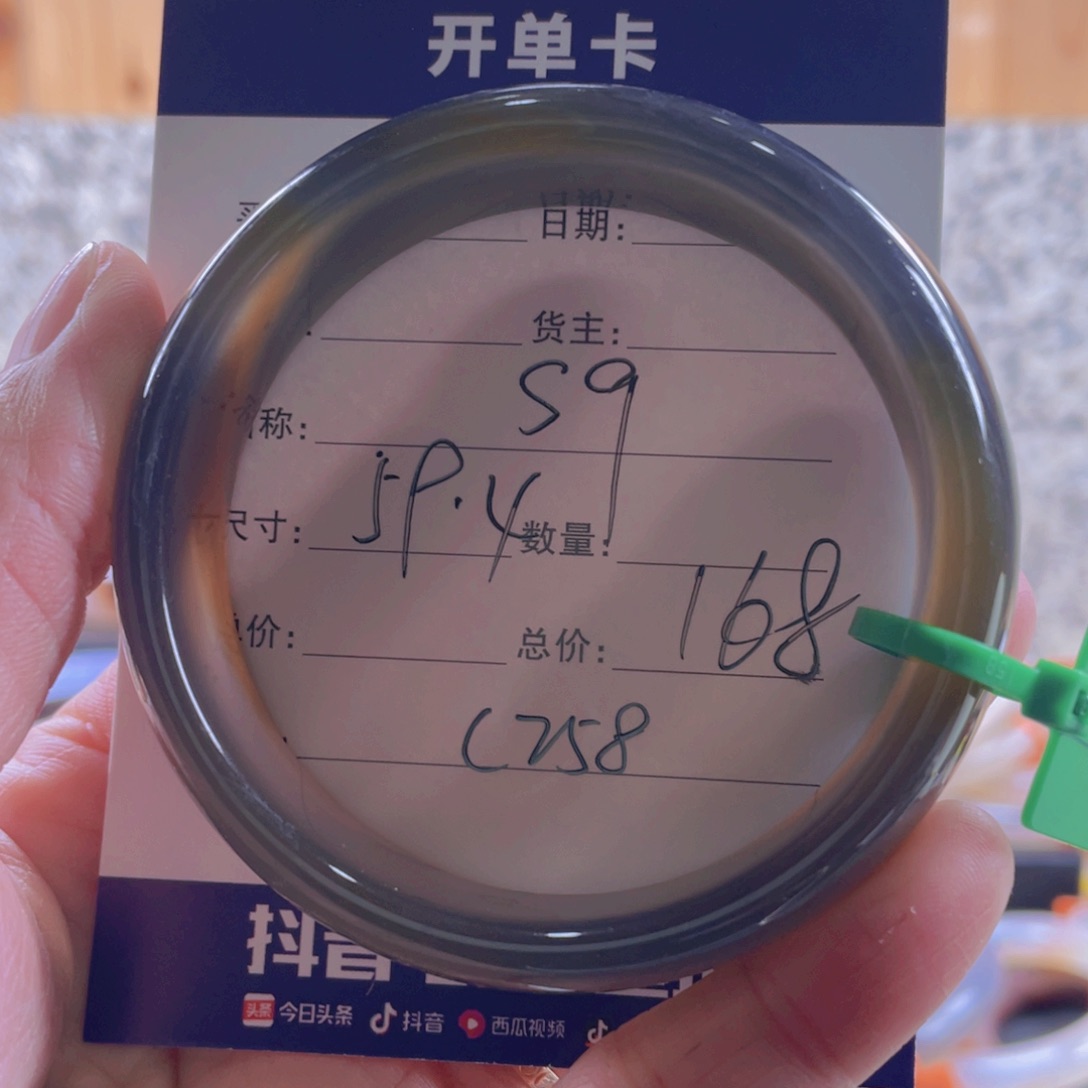 开单卡
日期:
货主:
S9
称:
59.4
尺寸:
数量:
168
价:
总价:
C758
抖音
今日头条 抖音 西瓜视频